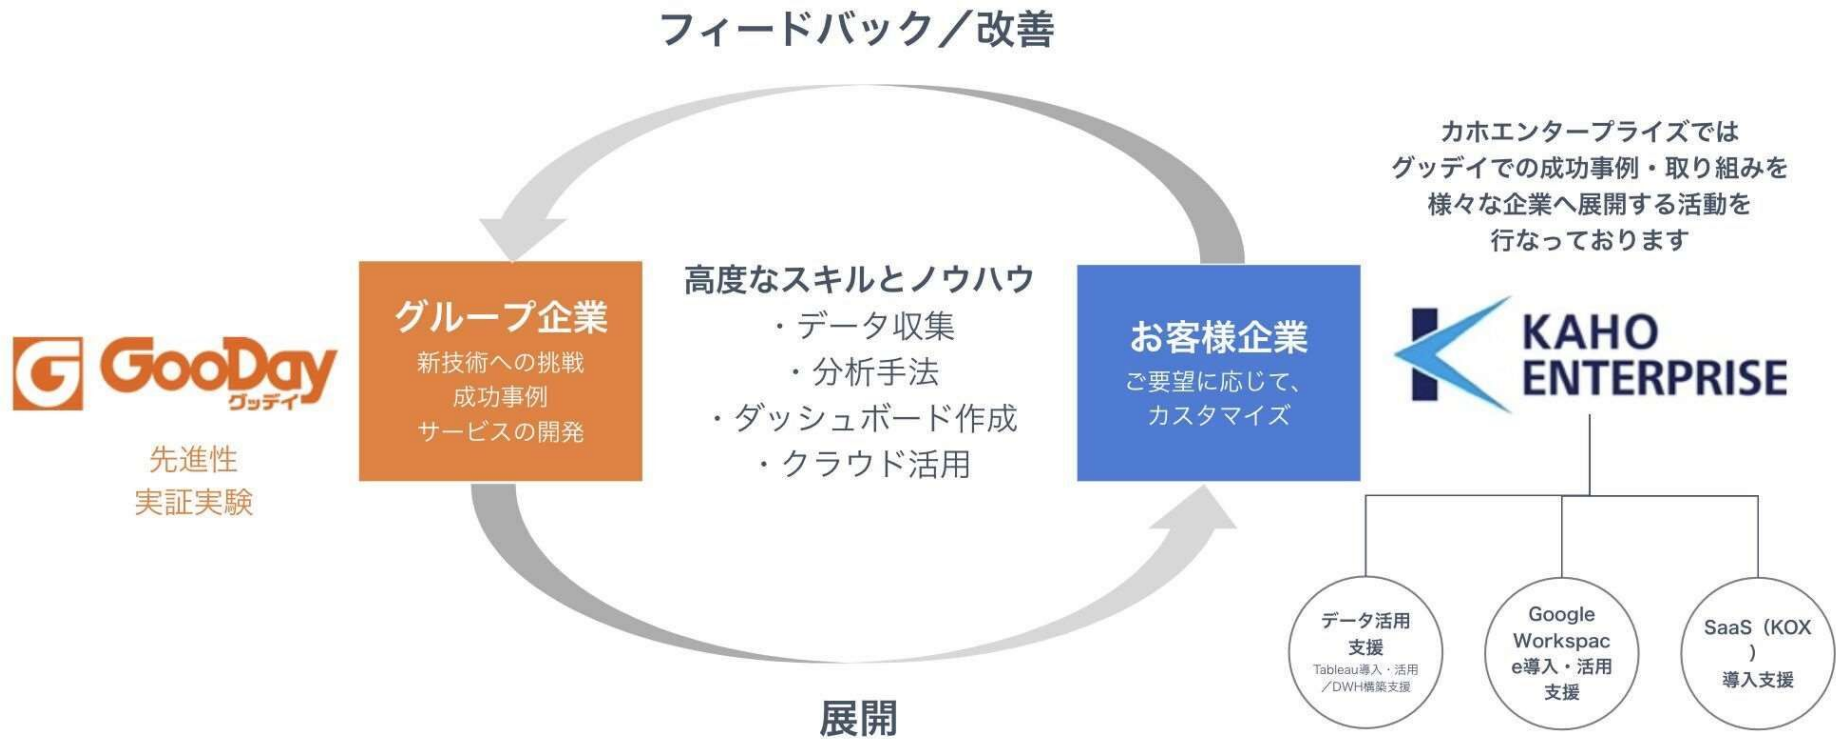 フィードバック／改善
カホエンタープライズでは
グッデイでの成功事例・取り組みを
様々な企業へ展開する活動を
行なっております
GooDay
グッデイ
先進性
実証実験
グループ企業
新技術への挑戦
成功事例
サービスの開発
高度なスキルとノウハウ
・データ収集
・分析手法
・ダッシュボード作成
・クラウド活用
お客様企業
ご要望に応じて、
カスタマイズ
KAHO
ENTERPRISE
データ活用
支援
Tableau導入・活用
／DWH構築支援
Google
Workspac
e導入・活用
支援
SaaS（KOX
）
導入支援
展開